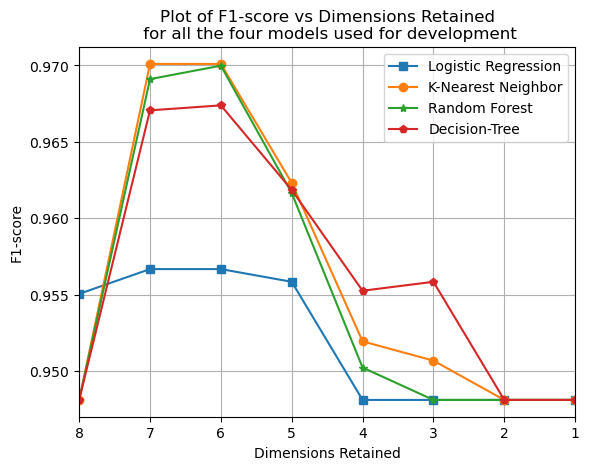 Plot of F1-score vs Dimensions Retained
for all the four models used for development
Logistic Regression
K-Nearest Neighbor
Random Forest
Decision-Tree
F1-score
0.970
0.965
0.960
0.955
0.950
8 7 6 5 4 3 2 1
Dimensions Retained